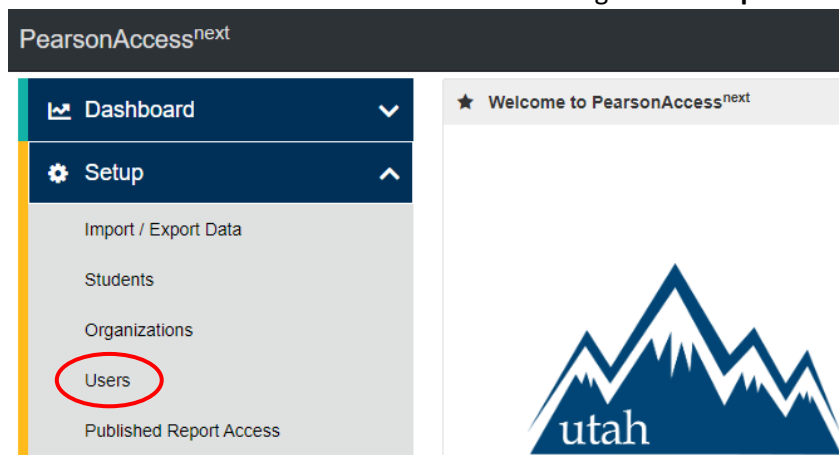 PearsonAccessnext
Dashboard
Setup
Import / Export Data
Students
Organizations
Users
Published Report Access
Welcome to PearsonAccessnext
utah